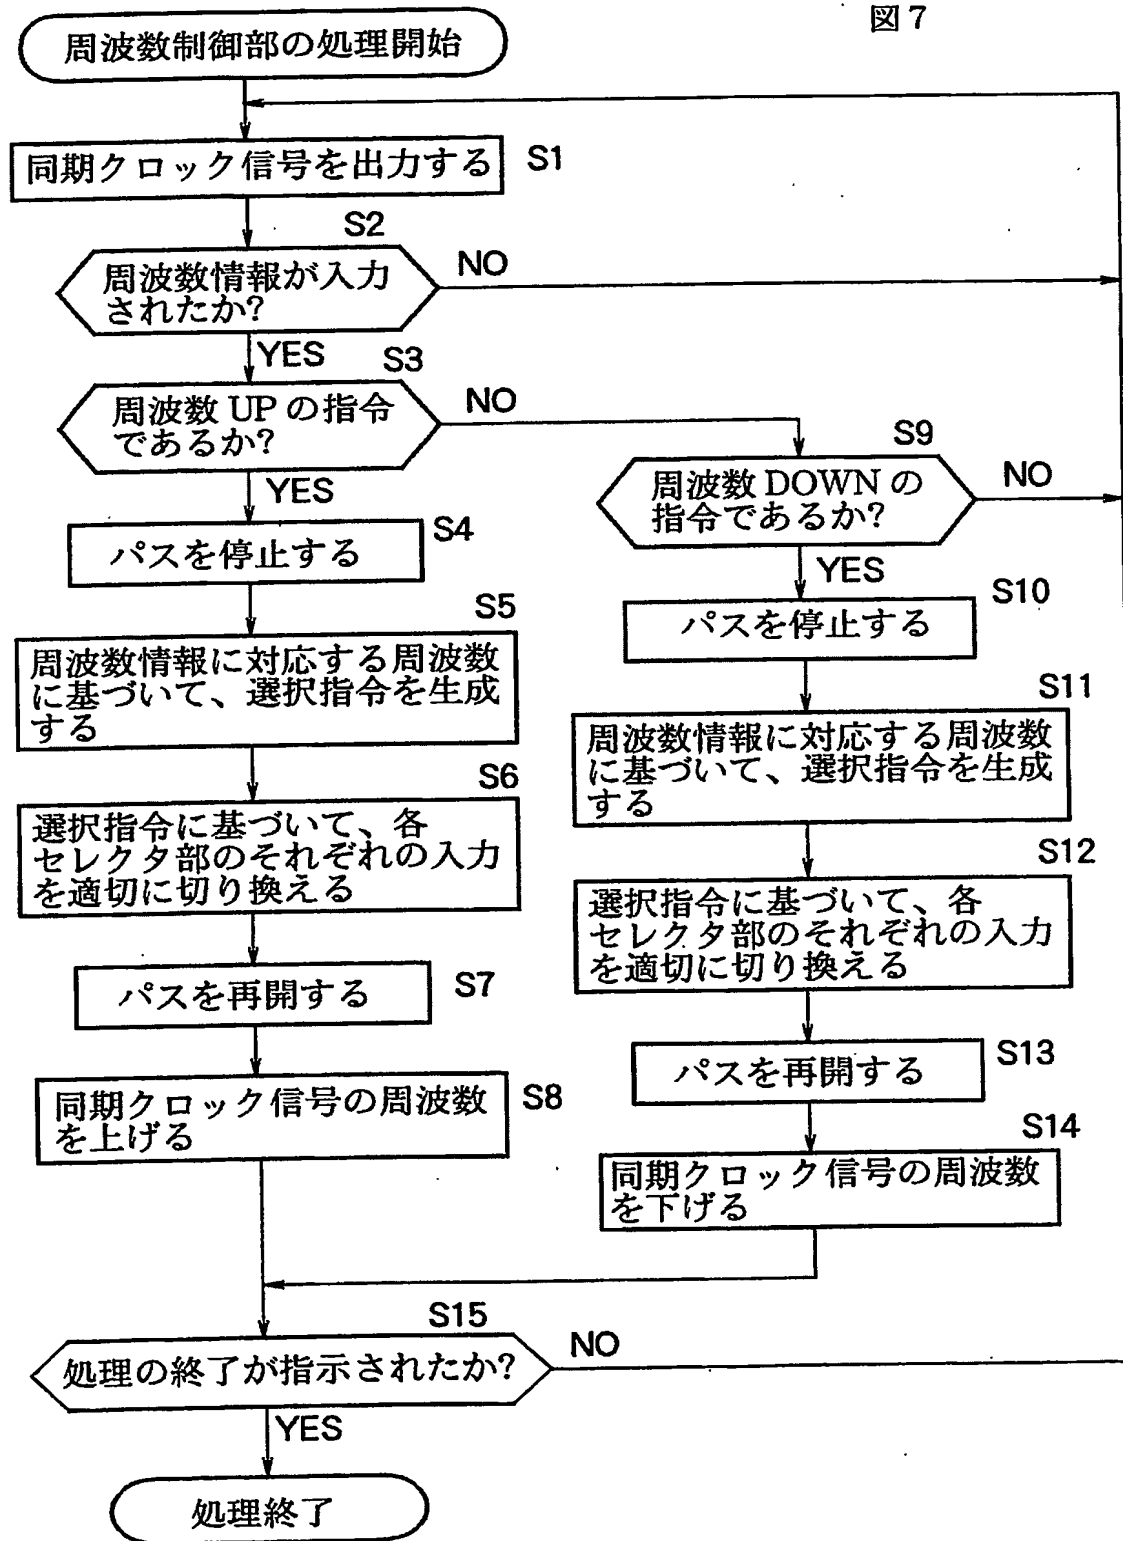 図7
周波数制御部の処理開始
同期クロック信号を出力する
S1
S2
周波数情報が入力
されたか?
NO
YES
S3
周波数 UP の指令
であるか?
NO
YES
S4
パスを停止する
S5
周波数情報に対応する周波数
に基づいて、選択指令を生成
する
S6
選択指令に基づいて、各
セレクタ部のそれぞれの入力
を適切に切り換える
パスを再開する
S7
同期クロック信号の周波数
を上げる
S8
S9
周波数 DOWN の
指令であるか?
NO
YES
S10
パスを停止する
S11
周波数情報に対応する周波数
に基づいて、選択指令を生成
する
S12
選択指令に基づいて、各
セレクタ部のそれぞれの入力
を適切に切り換える
パスを再開する
S13
S14
同期クロック信号の周波数
を下げる
S15
処理の終了が指示されたか?
NO
YES
処理終了